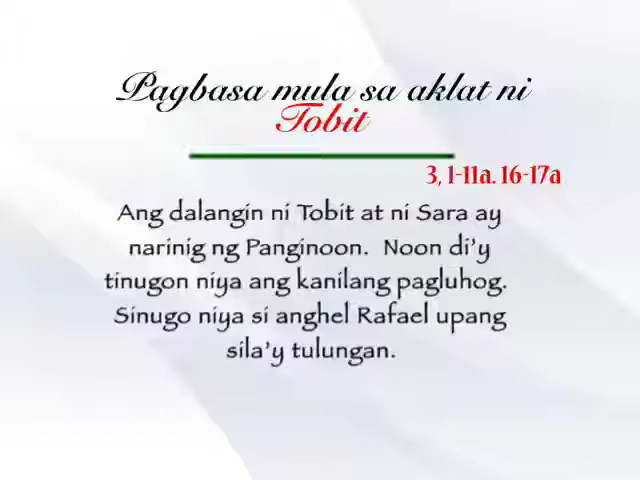 Pagbasa mula sa aklat ni
Tobit
3, 1-11a. 16-17a
Ang dalangin ni Tobit at ni Sara ay
narinig ng Panginoon. Noon di'y
tinugon niya ang kanilang pagluhog.
Sinugo niya si anghel Rafael upang
sila'y tulungan.